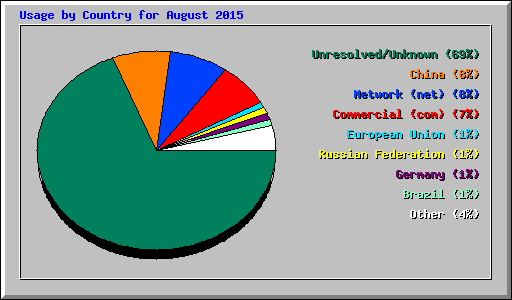 Usage by Country for August 2015
Unresolved/Unknown (69%)
China (8%)
Network (net) (8%)
Commercial (com) (7%)
European Union (1%)
Russian Federation (1%)
Germany (1%)
Brazil (1%)
Other (4%)